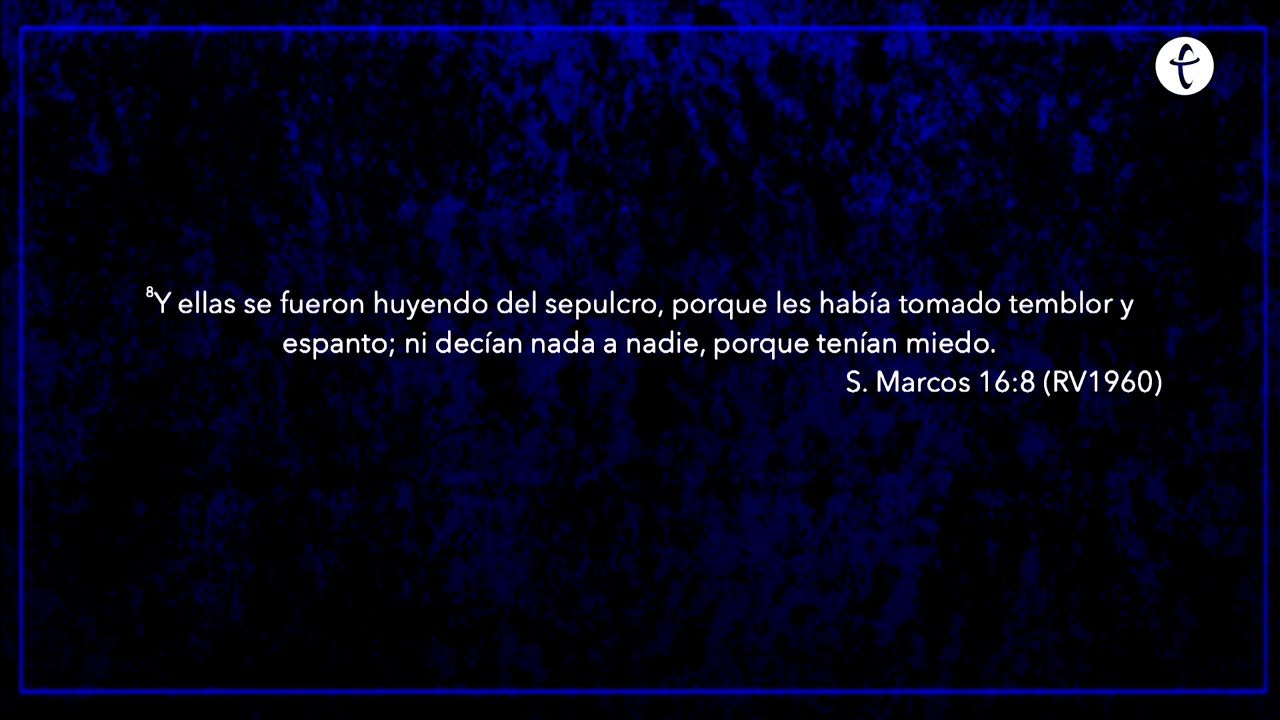 ⁸Y ellas se fueron huyendo del sepulcro, porque les había tomado temblor y
espanto; ni decían nada a nadie, porque tenían miedo.
S. Marcos 16:8 (RV1960)